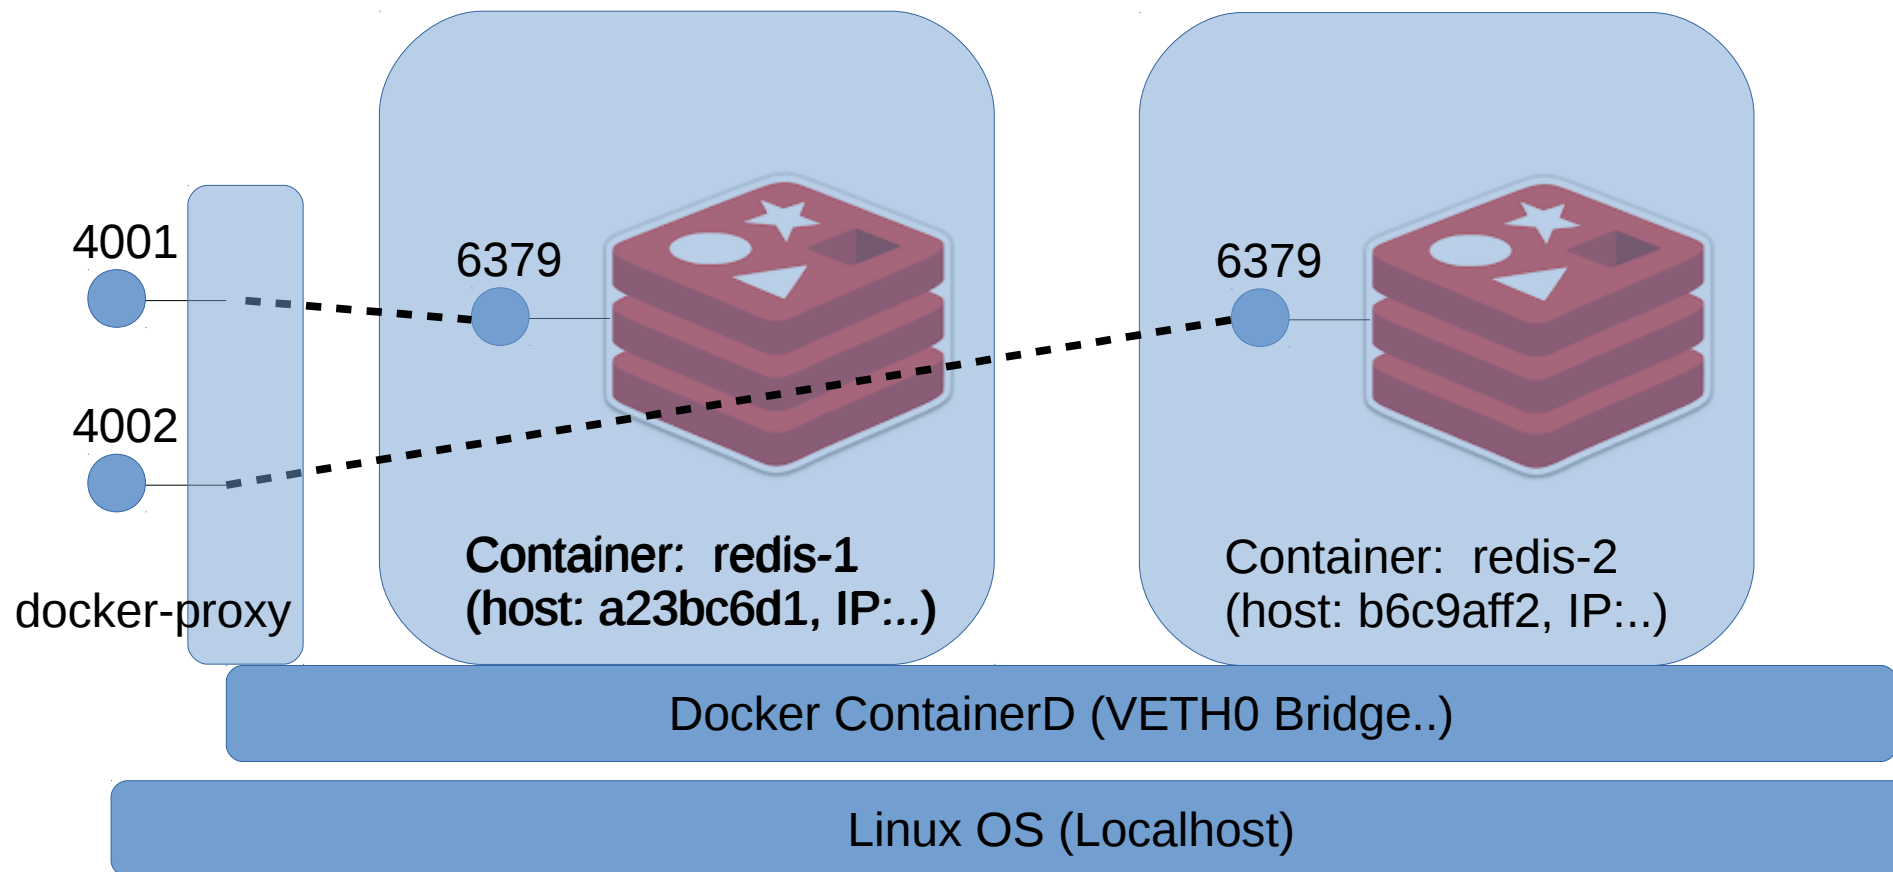 4001
6379
6379
4002
Container:  redis-1
(host: a23bc6d1, IP:...)
Container:  redis-2
(host: b6c9aff2, IP:..)
docker-proxy
Docker ContainerD (VETH0 Bridge..)
Linux OS (Localhost)